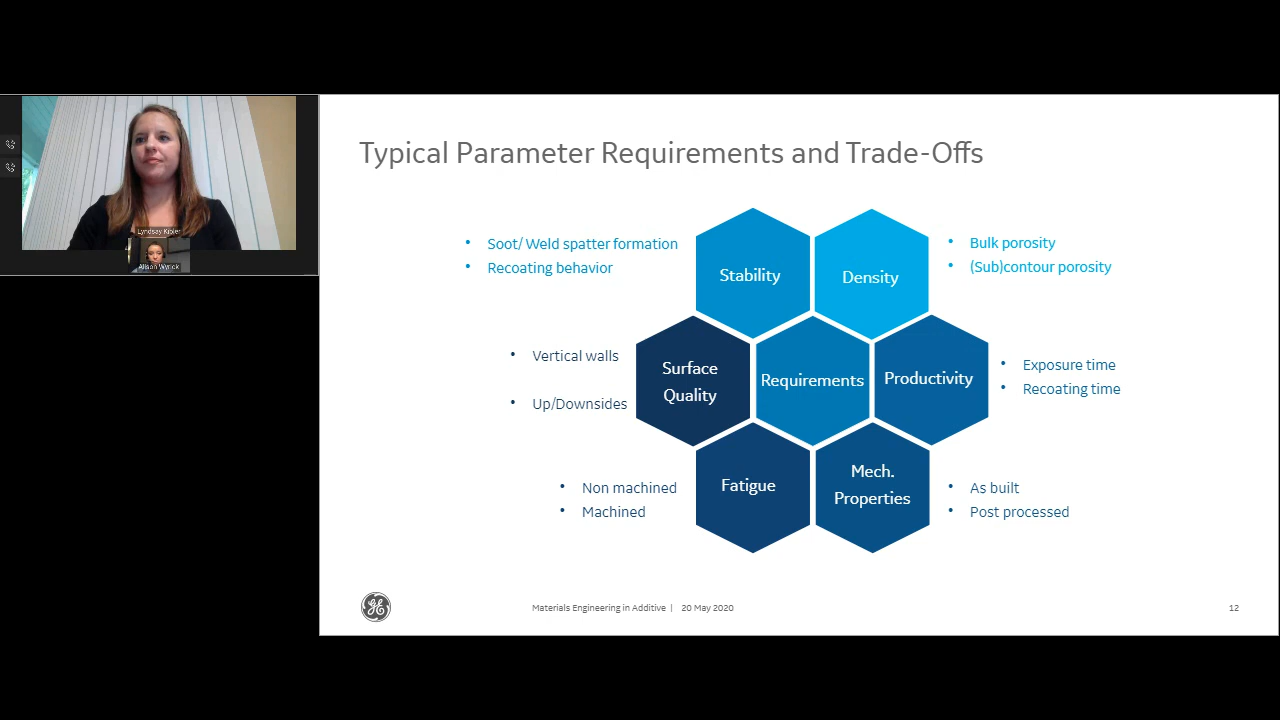 Lyndsay Kibler
Alison Wyrick
Typical Parameter Requirements and Trade-Offs
• Soot/ Weld spatter formation
• Recoating behavior
Stability
Density
• Bulk porosity
• (Sub)contour porosity
• Vertical walls
• Up/Downsides
Surface
Quality
Requirements
Productivity
• Exposure time
• Recoating time
• Non machined
• Machined
Fatigue
Mech.
Properties
• As built
• Post processed
GE
Materials Engineering in Additive | 20 May 2020
12